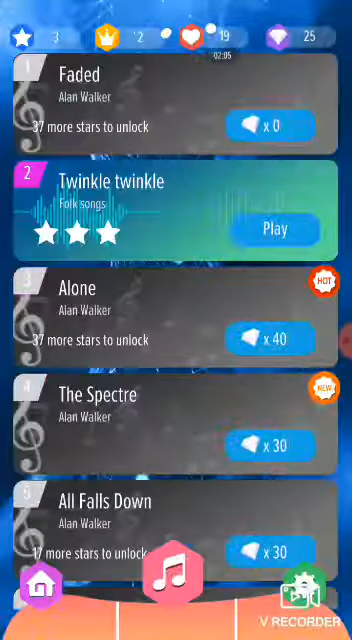 3
2
19
25
02:05
1
Faded
Alan Walker
37 more stars to unlock
x 0
2
Twinkle twinkle
Folk songs
Play
3
HOT
Alone
Alan Walker
37 more stars to unlock
x 40
4
NEW
The Spectre
Alan Walker
x 30
5
All Falls Down
Alan Walker
17 more stars to unlock
x 30
V RECORDER